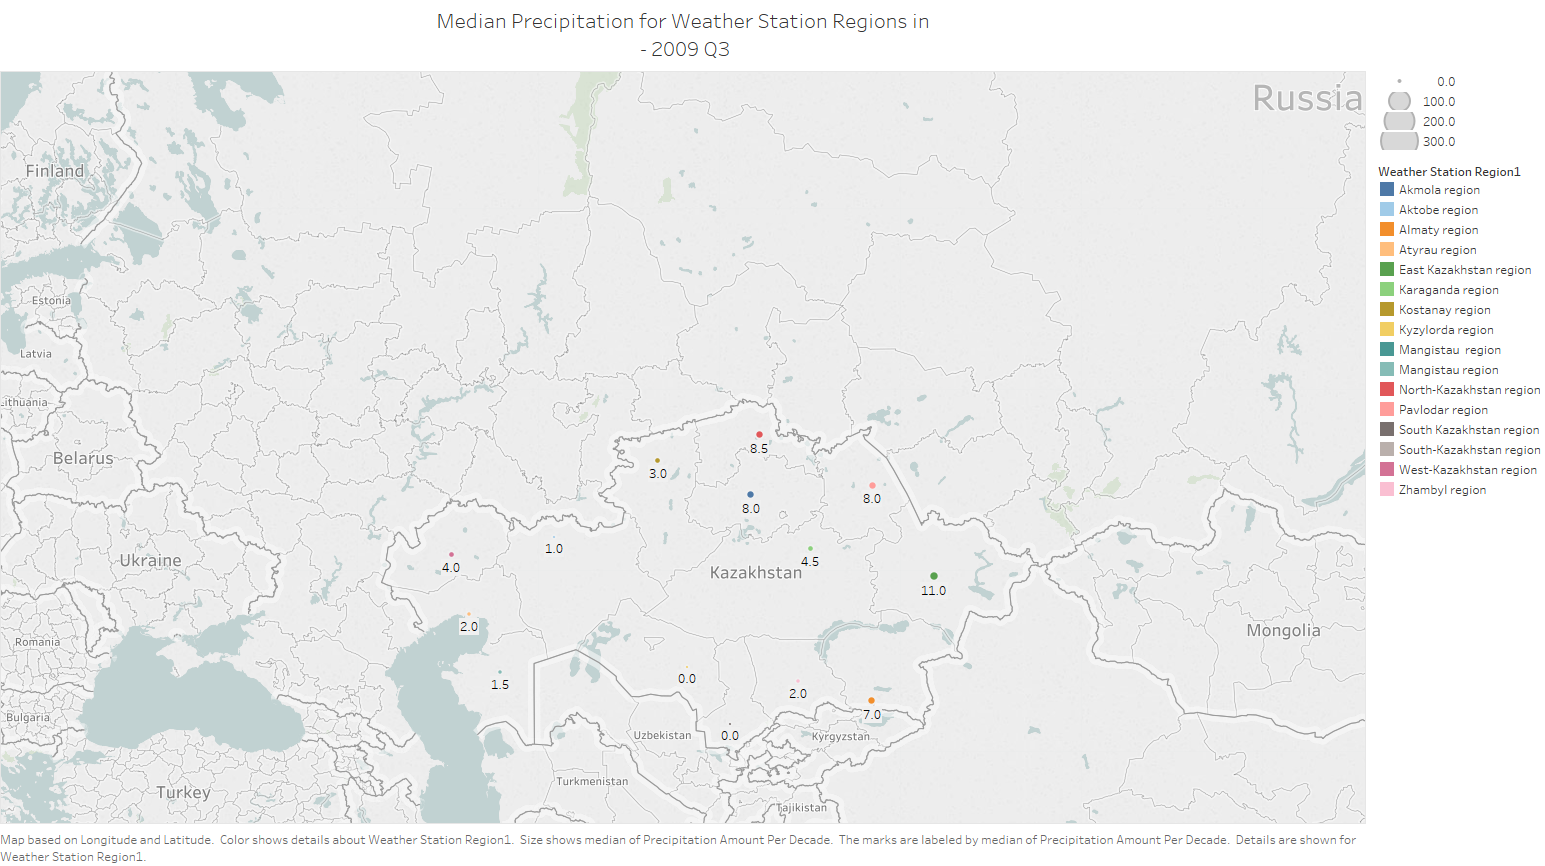 Median Precipitation for Weather Station Regions in
- 2009 Q3
Russia
Finland
Estonia
Latvia
Lithuania
Belarus
Ukraine
Romania
Bulgaria
Turkey
Kazakhstan
Uzbekistan
Turkmenistan
Kyrgyzstan
Tajikistan
Mongolia
8.5
3.0
8.0
8.0
1.0
4.0
4.5
11.0
2.0
1.5
0.0
2.0
7.0
0.0
0.0
100.0
200.0
300.0
Weather Station Region1
Akmola region
Aktobe region
Almaty region
Atyrau region
East Kazakhstan region
Karaganda region
Kostanay region
Kyzylorda region
Mangistau  region
Mangistau region
North-Kazakhstan region
Pavlodar region
South Kazakhstan region
South-Kazakhstan region
West-Kazakhstan region
Zhambyl region
Map based on Longitude and Latitude.  Color shows details about Weather Station Region1.  Size shows median of Precipitation Amount Per Decade.  The marks are labeled by median of Precipitation Amount Per Decade.  Details are shown for
Weather Station Region1.